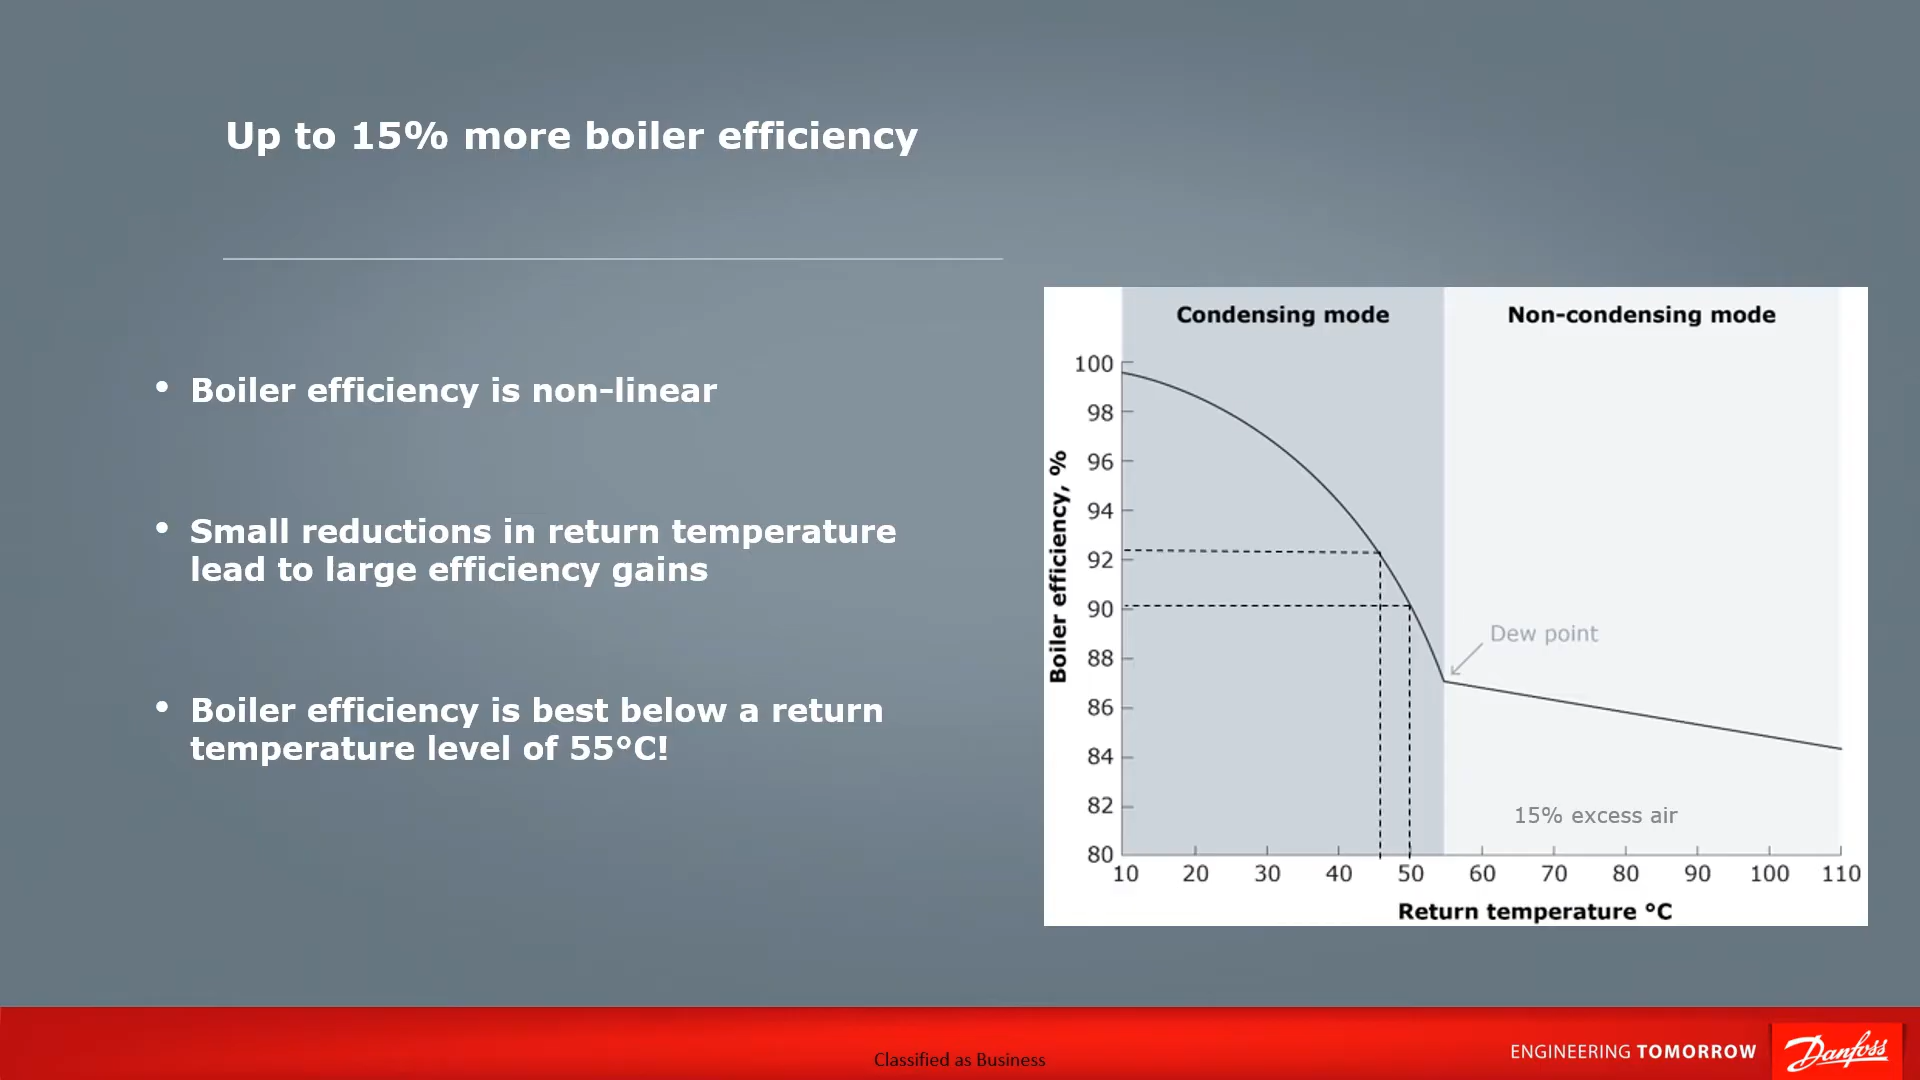 Up to 15% more boiler efficiency
• Boiler efficiency is non-linear
• Small reductions in return temperature
lead to large efficiency gains
• Boiler efficiency is best below a return
temperature level of 55°C!
Condensing mode
Non-condensing mode
Boiler efficiency, %
100
98
96
94
92
90
88
86
84
82
80
Dew point
15% excess air
10 20 30 40 50 60 70 80 90 100 110
Return temperature °C
Classified as Business
ENGINEERING TOMORROW
Danfoss